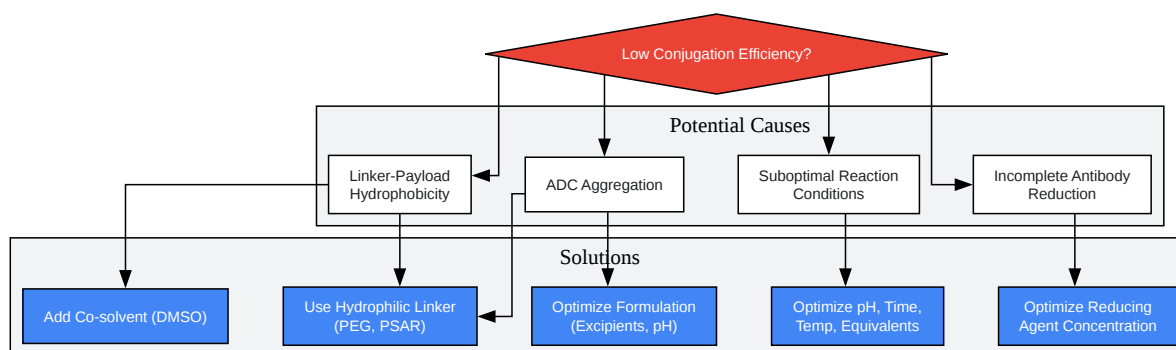 Low Conjugation Efficiency?
Potential Causes
Linker-Payload
Hydrophobicity
ADC Aggregation
Suboptimal Reaction
Conditions
Incomplete Antibody
Reduction
Solutions
Add Co-solvent (DMSO)
Use Hydrophilic Linker
(PEG, PSAR)
Optimize Formulation
(Excipients, pH)
Optimize pH, Time,
Temp, Equivalents
Optimize Reducing
Agent Concentration